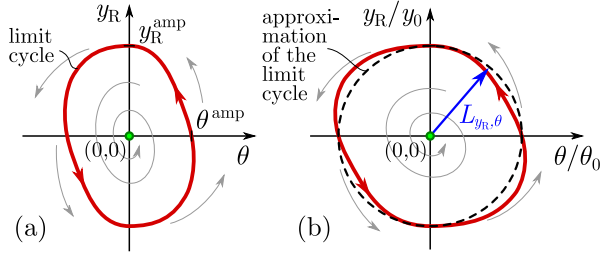 y_R
y_R^amp
limit
cycle
θ^amp
(0,0)
θ
(a)
y_R/y_0
approxi-
mation
of the
limit
cycle
L_{y_R,θ}
(0,0)
θ/θ_0
(b)